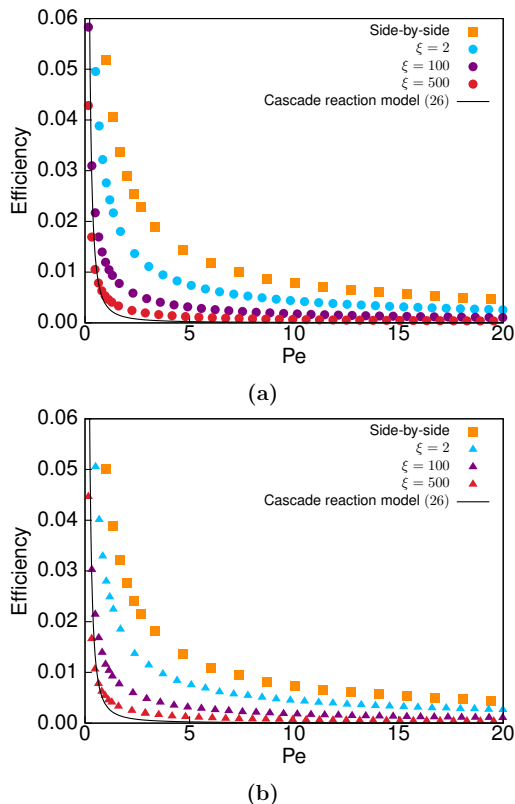 0.06
0.05
0.04
0.03
0.02
0.01
0.00
Efficiency
Side-by-side
ξ = 2
ξ = 100
ξ = 500
Cascade reaction model (26)
0 5 10 15 20
Pe
(a)
0.06
0.05
0.04
0.03
0.02
0.01
0.00
Efficiency
Side-by-side
ξ = 2
ξ = 100
ξ = 500
Cascade reaction model (26)
0 5 10 15 20
Pe
(b)